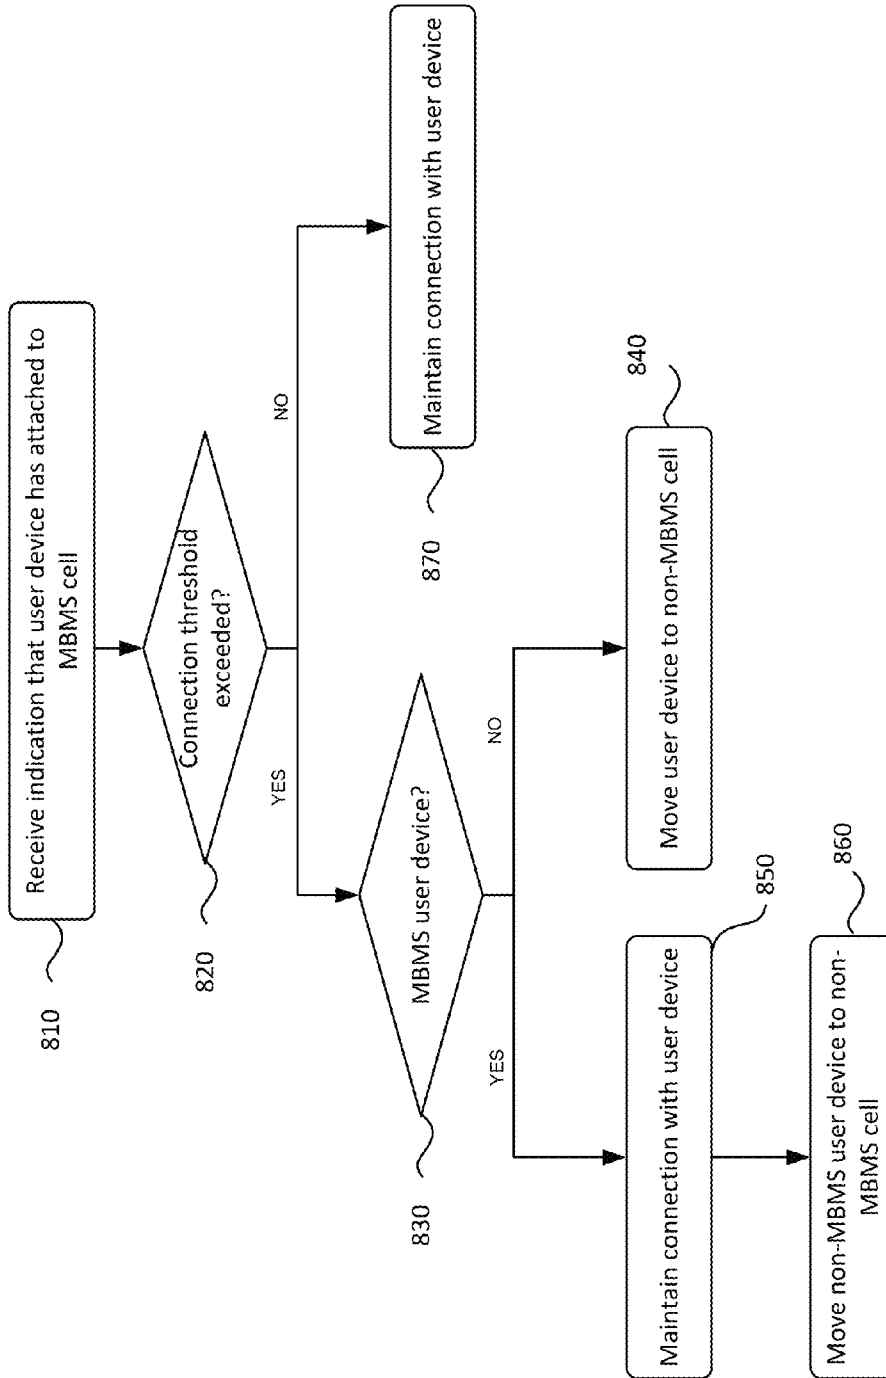 Receive indication that user device has attached to
MBMS cell
810
Connection threshold
exceeded?
820
YES
NO
MBMS user device?
830
Maintain connection with user device
870
YES
NO
Maintain connection with user device
850
Move user device to non-MBMS cell
840
Move non-MBMS user device to non-
MBMS cell
860